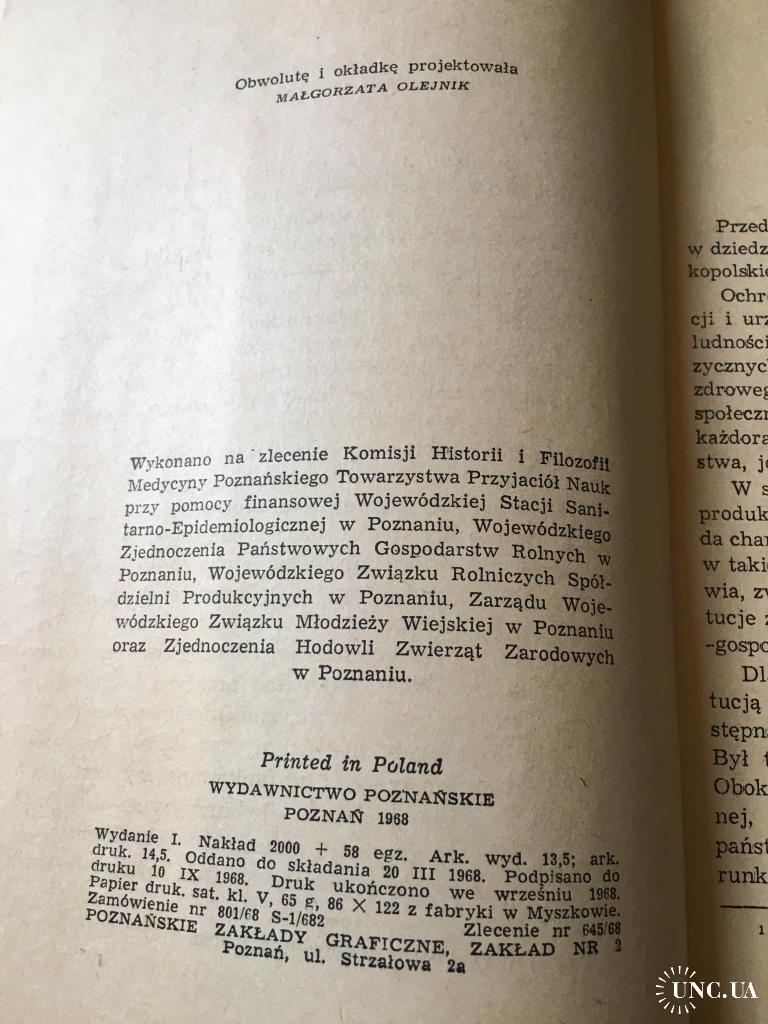 Obwolutę i okładkę projektowała
MAŁGORZATA OLEJNIK
Wykonano na zlecenie Komisji Historii i Filozofii
Medycyny Poznańskiego Towarzystwa Przyjaciół Nauk
przy pomocy finansowej Wojewódzkiej Stacji Sani-
tarno-Epidemiologicznej w Poznaniu, Wojewódzkiego
Zjednoczenia Państwowych Gospodarstw Rolnych w
Poznaniu, Wojewódzkiego Związku Rolniczych Spół-
dzielni Produkcyjnych w Poznaniu, Zarządu Woje-
wódzkiego Związku Młodzieży Wiejskiej w Poznaniu
oraz Zjednoczenia Hodowli Zwierząt Zarodowych
w Poznaniu.
Printed in Poland
WYDAWNICTWO POZNAŃSKIE
POZNAŃ 1968
Wydanie I. Nakład 2000 + 58 egz. Ark. wyd. 13,5; ark.
druk. 14,5. Oddano do składania 20 III 1968. Podpisano do
druku 10 IX 1968. Druk ukończono we wrześniu 1968.
Papier druk. sat. kl. V, 65 g, 86 X 122 z fabryki w Myszkowie.
Zamówienie nr 801/68 S-1/682 Zlecenie nr 645/68
POZNAŃSKIE ZAKŁADY GRAFICZNE, ZAKŁAD NR 2
Poznań, ul. Strzałowa 2a
Przed
w dziedz
kopolskie
Ochr
cji i urz
ludności
zycznych
zdroweg
społeczn
każdora
stwa, je
W s
produk
da char
w taki
wia, zw
tucje z
-gospo
Dl
tucją
stępn
Był t
Obok
nej,
państ
runk
1
UNC.UA